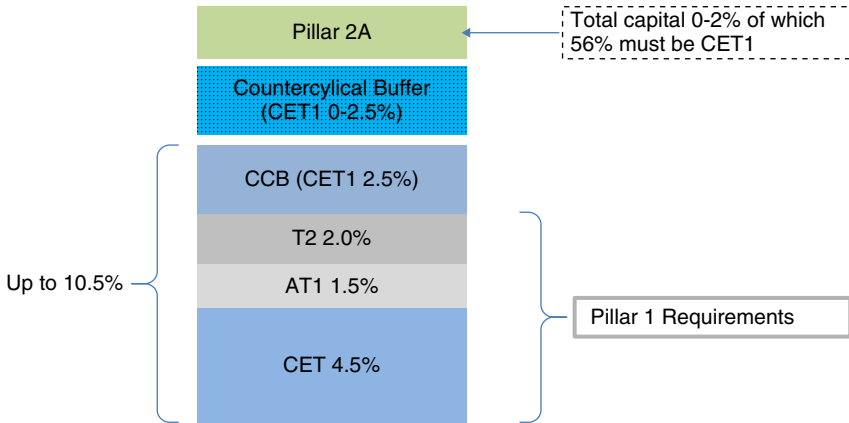 Pillar 2A
Total capital 0-2% of which
56% must be CET1
Countercylical Buffer
(CET1 0-2.5%)
CCB (CET1 2.5%)
T2 2.0%
Up to 10.5%
AT1 1.5%
Pillar 1 Requirements
CET 4.5%